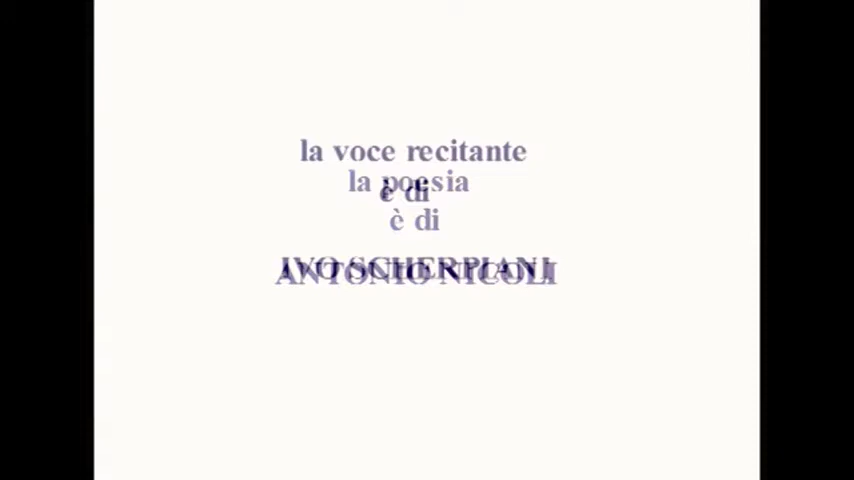 la voce recitante
la poesia
è di
è di
IVO SCHERPIANI
ANTONIO NICOLI